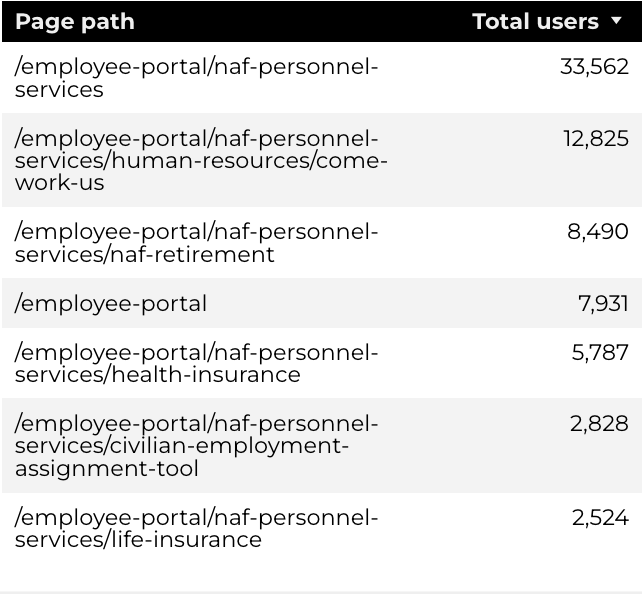 Page path Total users ▼
/employee-portal/naf-personnel- 33,562
services
/employee-portal/naf-personnel- 12,825
services/human-resources/come-
work-us
/employee-portal/naf-personnel- 8,490
services/naf-retirement
/employee-portal 7,931
/employee-portal/naf-personnel- 5,787
services/health-insurance
/employee-portal/naf-personnel- 2,828
services/civilian-employment-
assignment-tool
/employee-portal/naf-personnel- 2,524
services/life-insurance